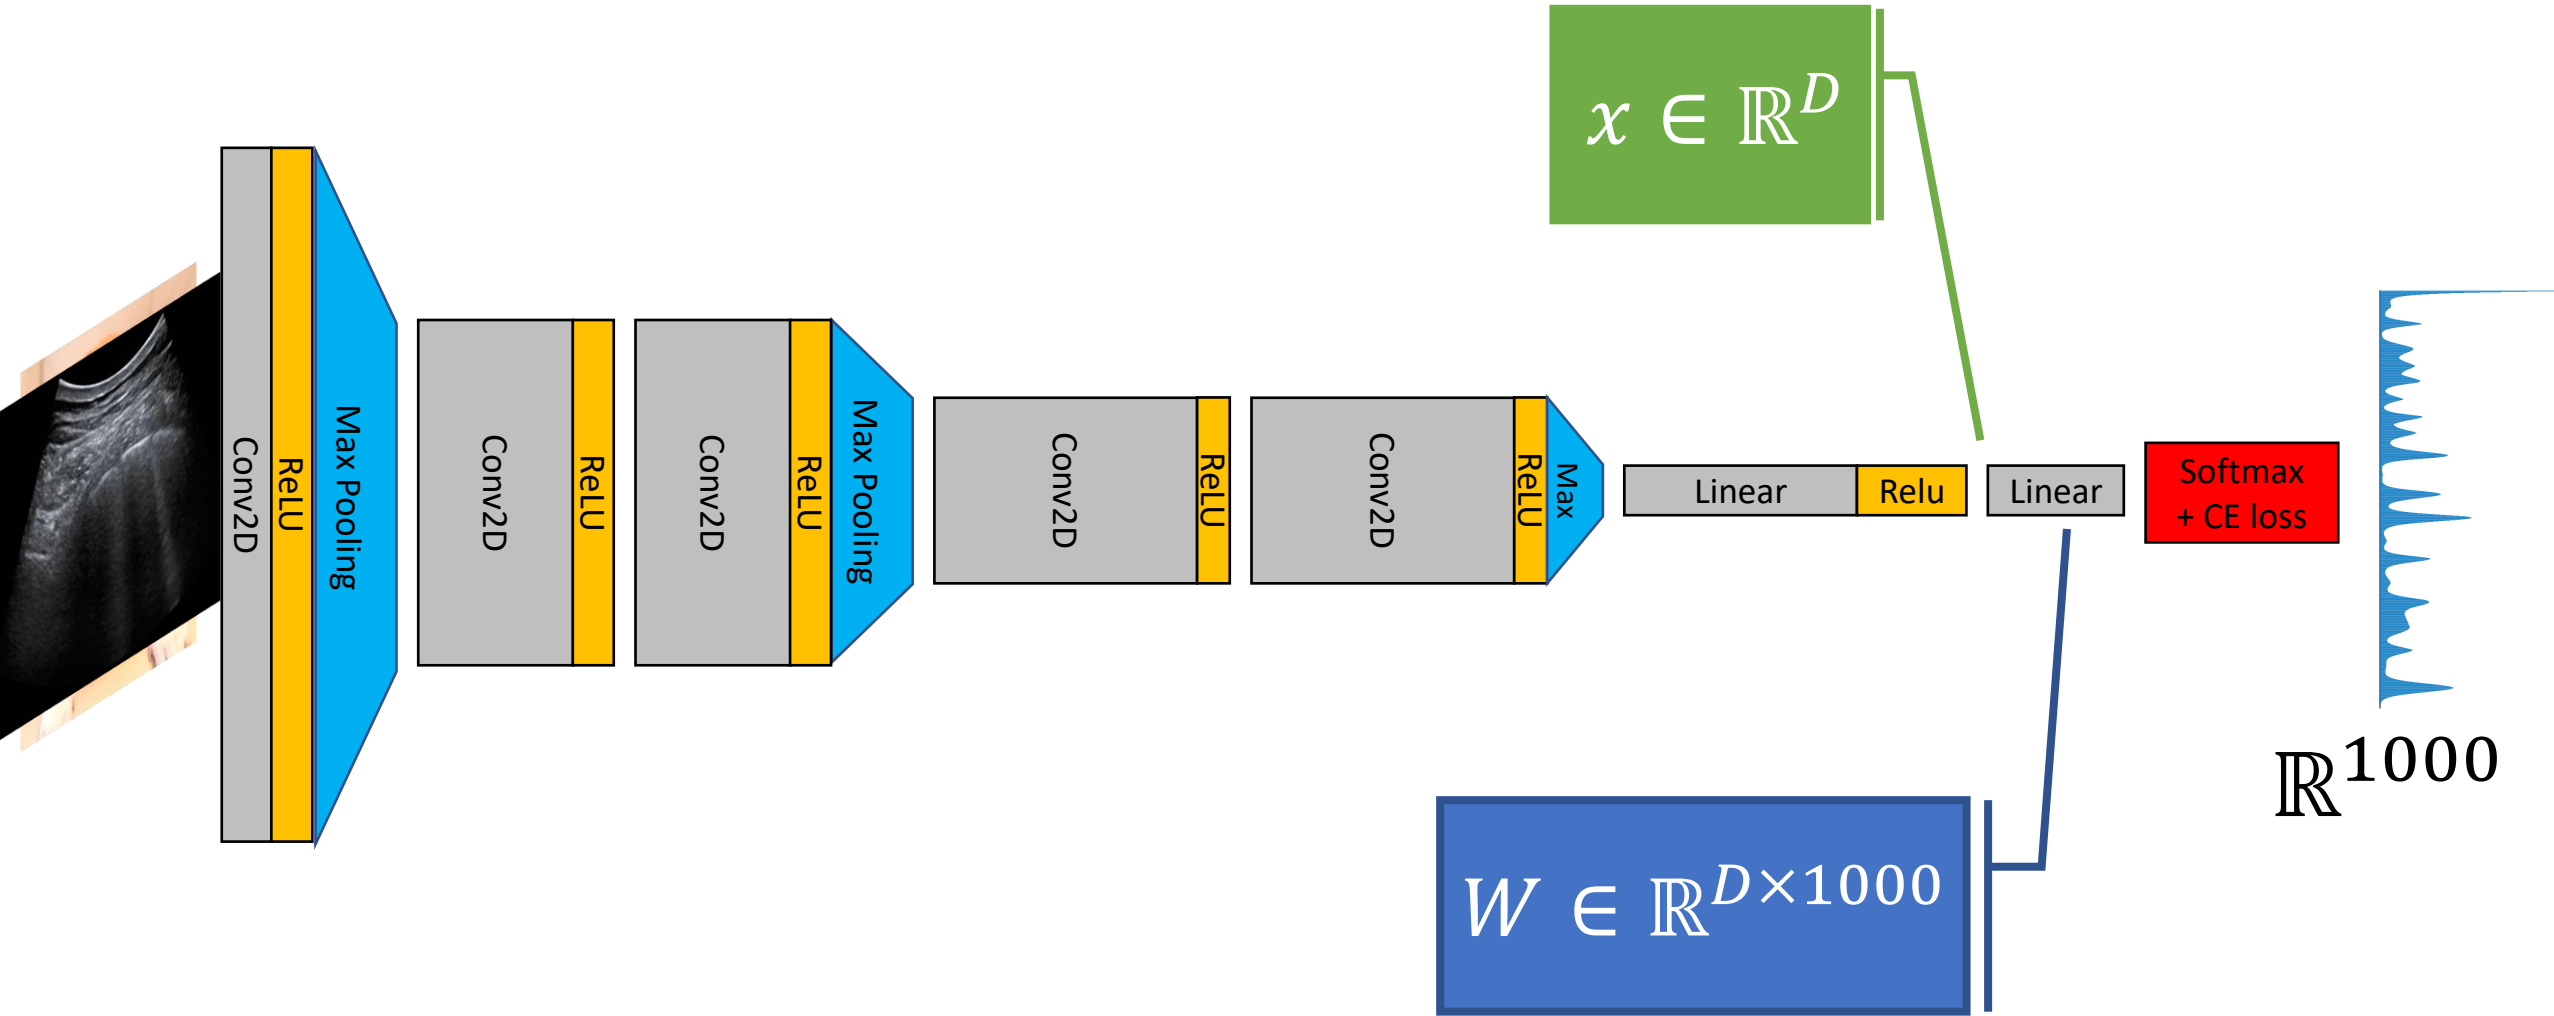 x ∈ ℝ^D
Conv2D
ReLU
Max Pooling
Conv2D
ReLU
Conv2D
ReLU
Max Pooling
Conv2D
ReLU
Conv2D
ReLU
Max
Linear
Relu
Linear
Softmax
+ CE loss
ℝ^1000
W ∈ ℝ^D×1000